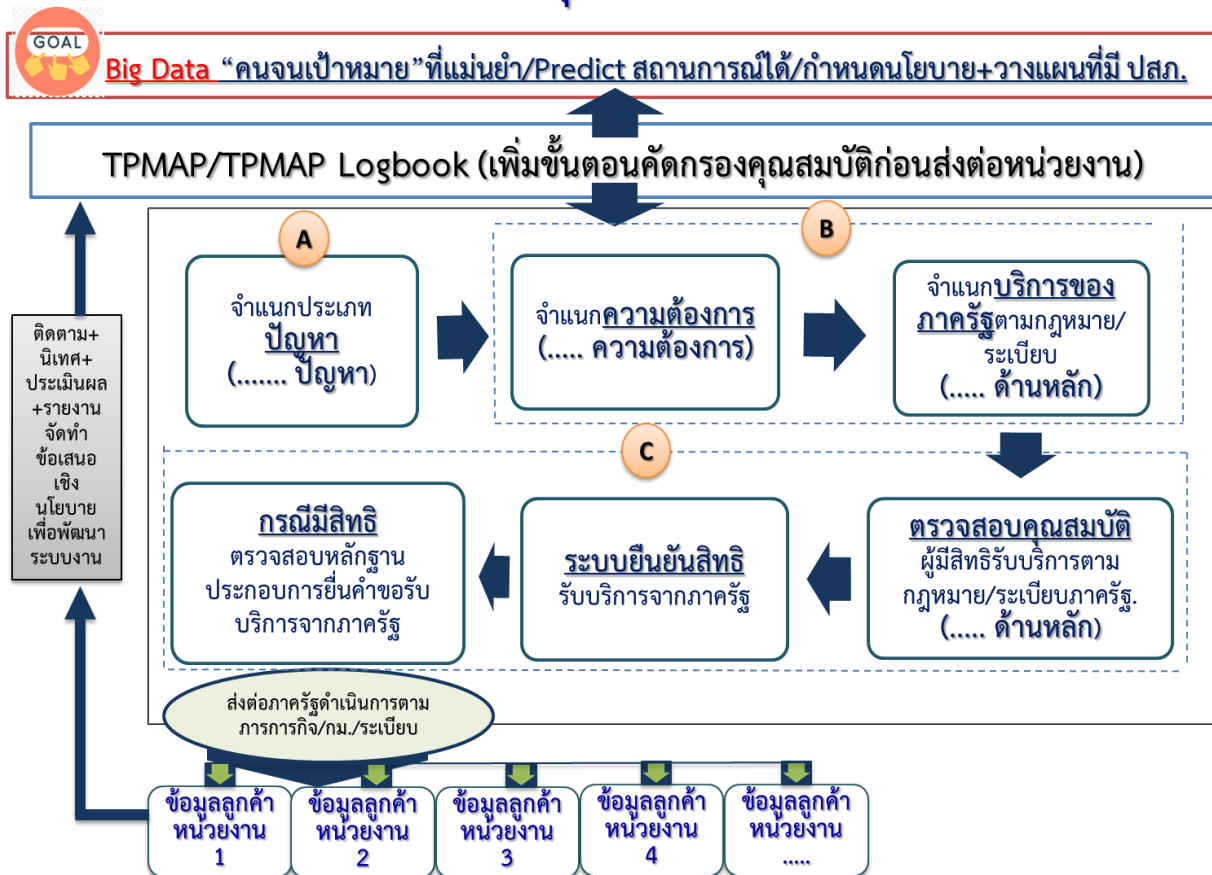 GOAL
Big Data “คนจนเป้าหมาย”ที่แม่นยำ/Predict สถานการณ์ได้/กำหนดนโยบาย+วางแผนที่มี ปสภ.
TPMAP/TPMAP Logbook (เพิ่มขั้นตอนคัดกรองคุณสมบัติก่อนส่งต่อหน่วยงาน)
A
จำแนกประเภท
ปัญหา
(....... ปัญหา)
B
จำแนกความต้องการ
(..... ความต้องการ)
จำแนกบริการของ
ภาครัฐตามกฎหมาย/
ระเบียบ
(..... ด้านหลัก)
ติดตาม+
นิเทศ+
ประเมินผล
+รายงาน
จัดทำ
ข้อเสนอ
เชิง
นโยบาย
เพื่อพัฒนา
ระบบงาน
C
กรณีมีสิทธิ
ตรวจสอบหลักฐาน
ประกอบการยื่นคำขอรับ
บริการจากภาครัฐ
ระบบยืนยันสิทธิ
รับบริการจากภาครัฐ
ตรวจสอบคุณสมบัติ
ผู้มีสิทธิรับบริการตาม
กฎหมาย/ระเบียบภาครัฐ.
(..... ด้านหลัก)
ส่งต่อภาครัฐดำเนินการตาม
ภารการกิจ/กม./ระเบียบ
ข้อมูลลูกค้า
หน่วยงาน
1
ข้อมูลลูกค้า
หน่วยงาน
2
ข้อมูลลูกค้า
หน่วยงาน
3
ข้อมูลลูกค้า
หน่วยงาน
4
ข้อมูลลูกค้า
หน่วยงาน
.....